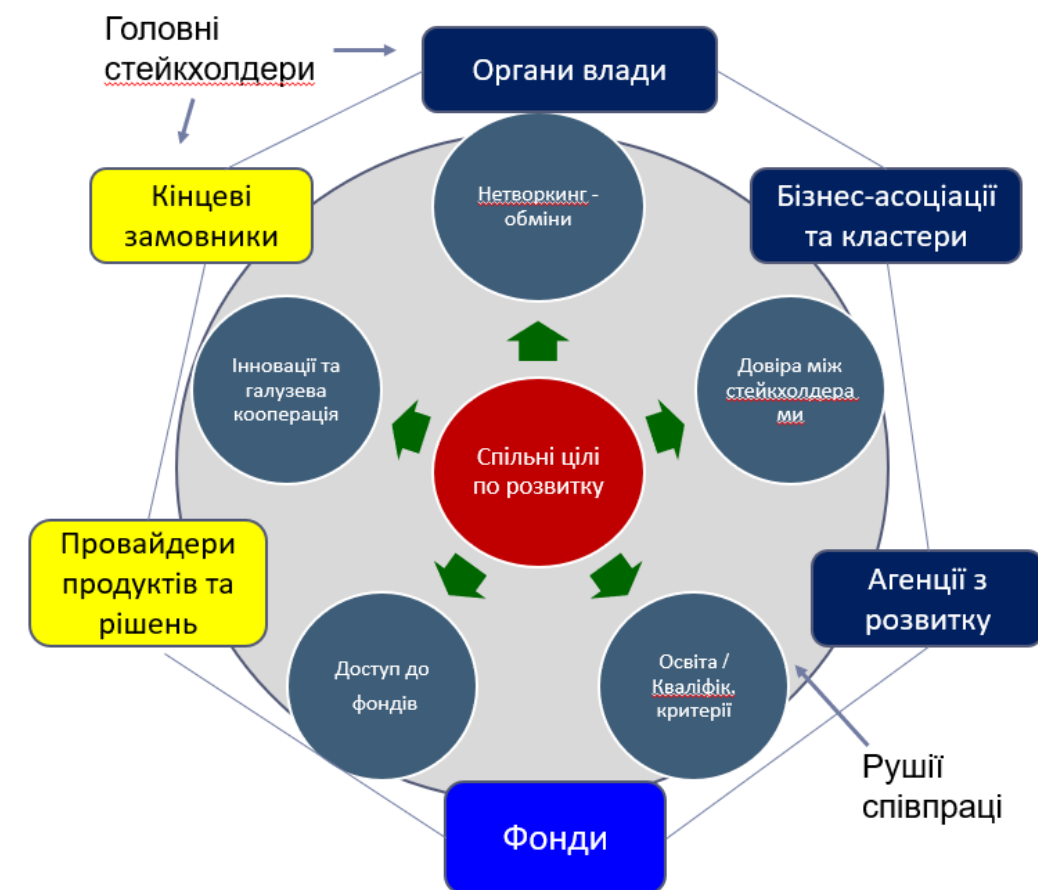 Головні
стейкхолдери
Органи влади
Кінцеві
замовники
Бізнес-асоціації
та кластери
Нетворкинг -
обміни
Інновації та
галузева
кооперація
Довіра між
стейкхолдера
ми
Спільні цілі
по розвитку
Провайдери
продуктів та
рішень
Агенції з
розвитку
Доступ до
фондів
Освіта /
Кваліфік.
критерії
Рушії
співпраці
Фонди